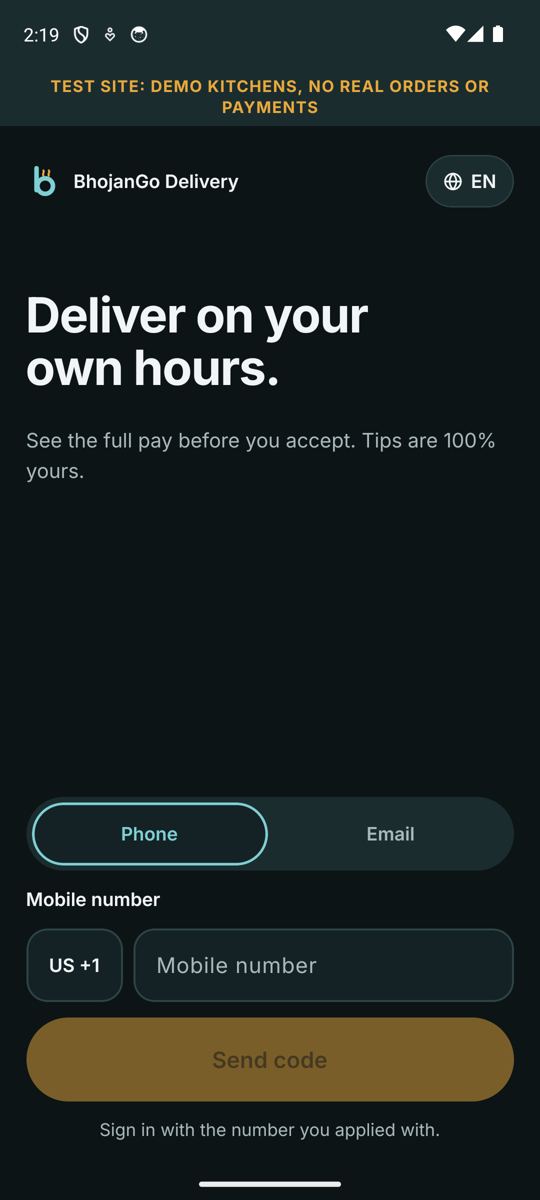 2:19
TEST SITE: DEMO KITCHENS, NO REAL ORDERS OR
PAYMENTS
BhojanGo Delivery
EN
Deliver on your
own hours.
See the full pay before you accept. Tips are 100%
yours.
Phone
Email
Mobile number
US +1
Mobile number
Send code
Sign in with the number you applied with.